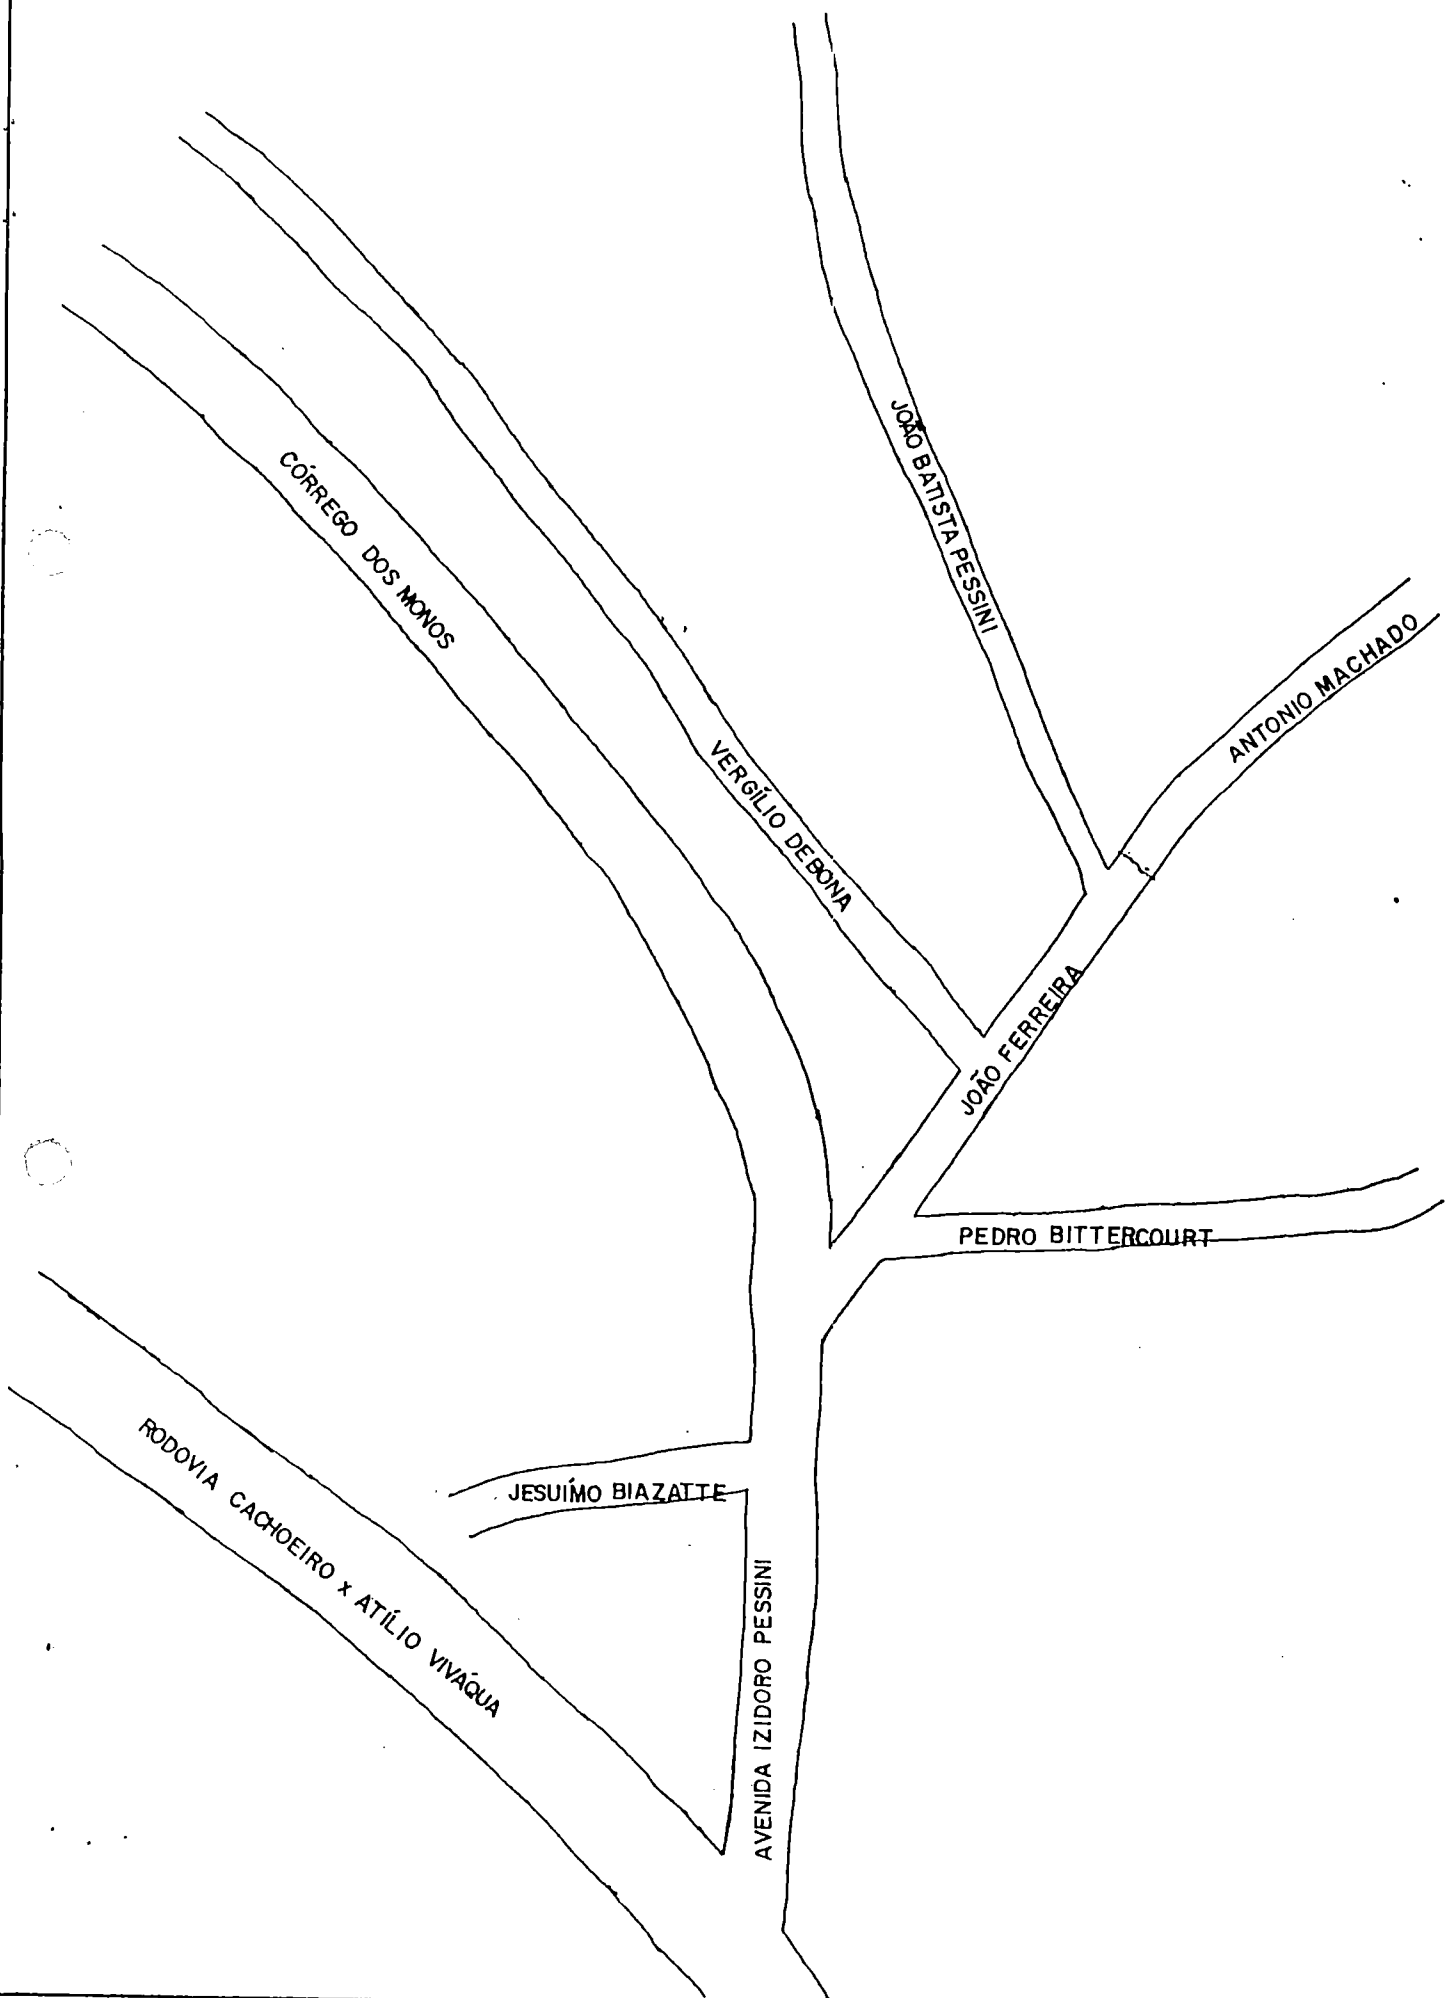 JOÃO BATISTA PESSINI
CÓRREGO DOS MONOS
ANTONIO MACHADO
VERGÍLIO DEBONA
JOÃO FERREIRA
PEDRO BITTERCOURT
RODOVIA CACHOEIRO x ATÍLIO VIVÁQUA
JESUÍMO BIAZATTE
AVENIDA IZIDORO PESSINI